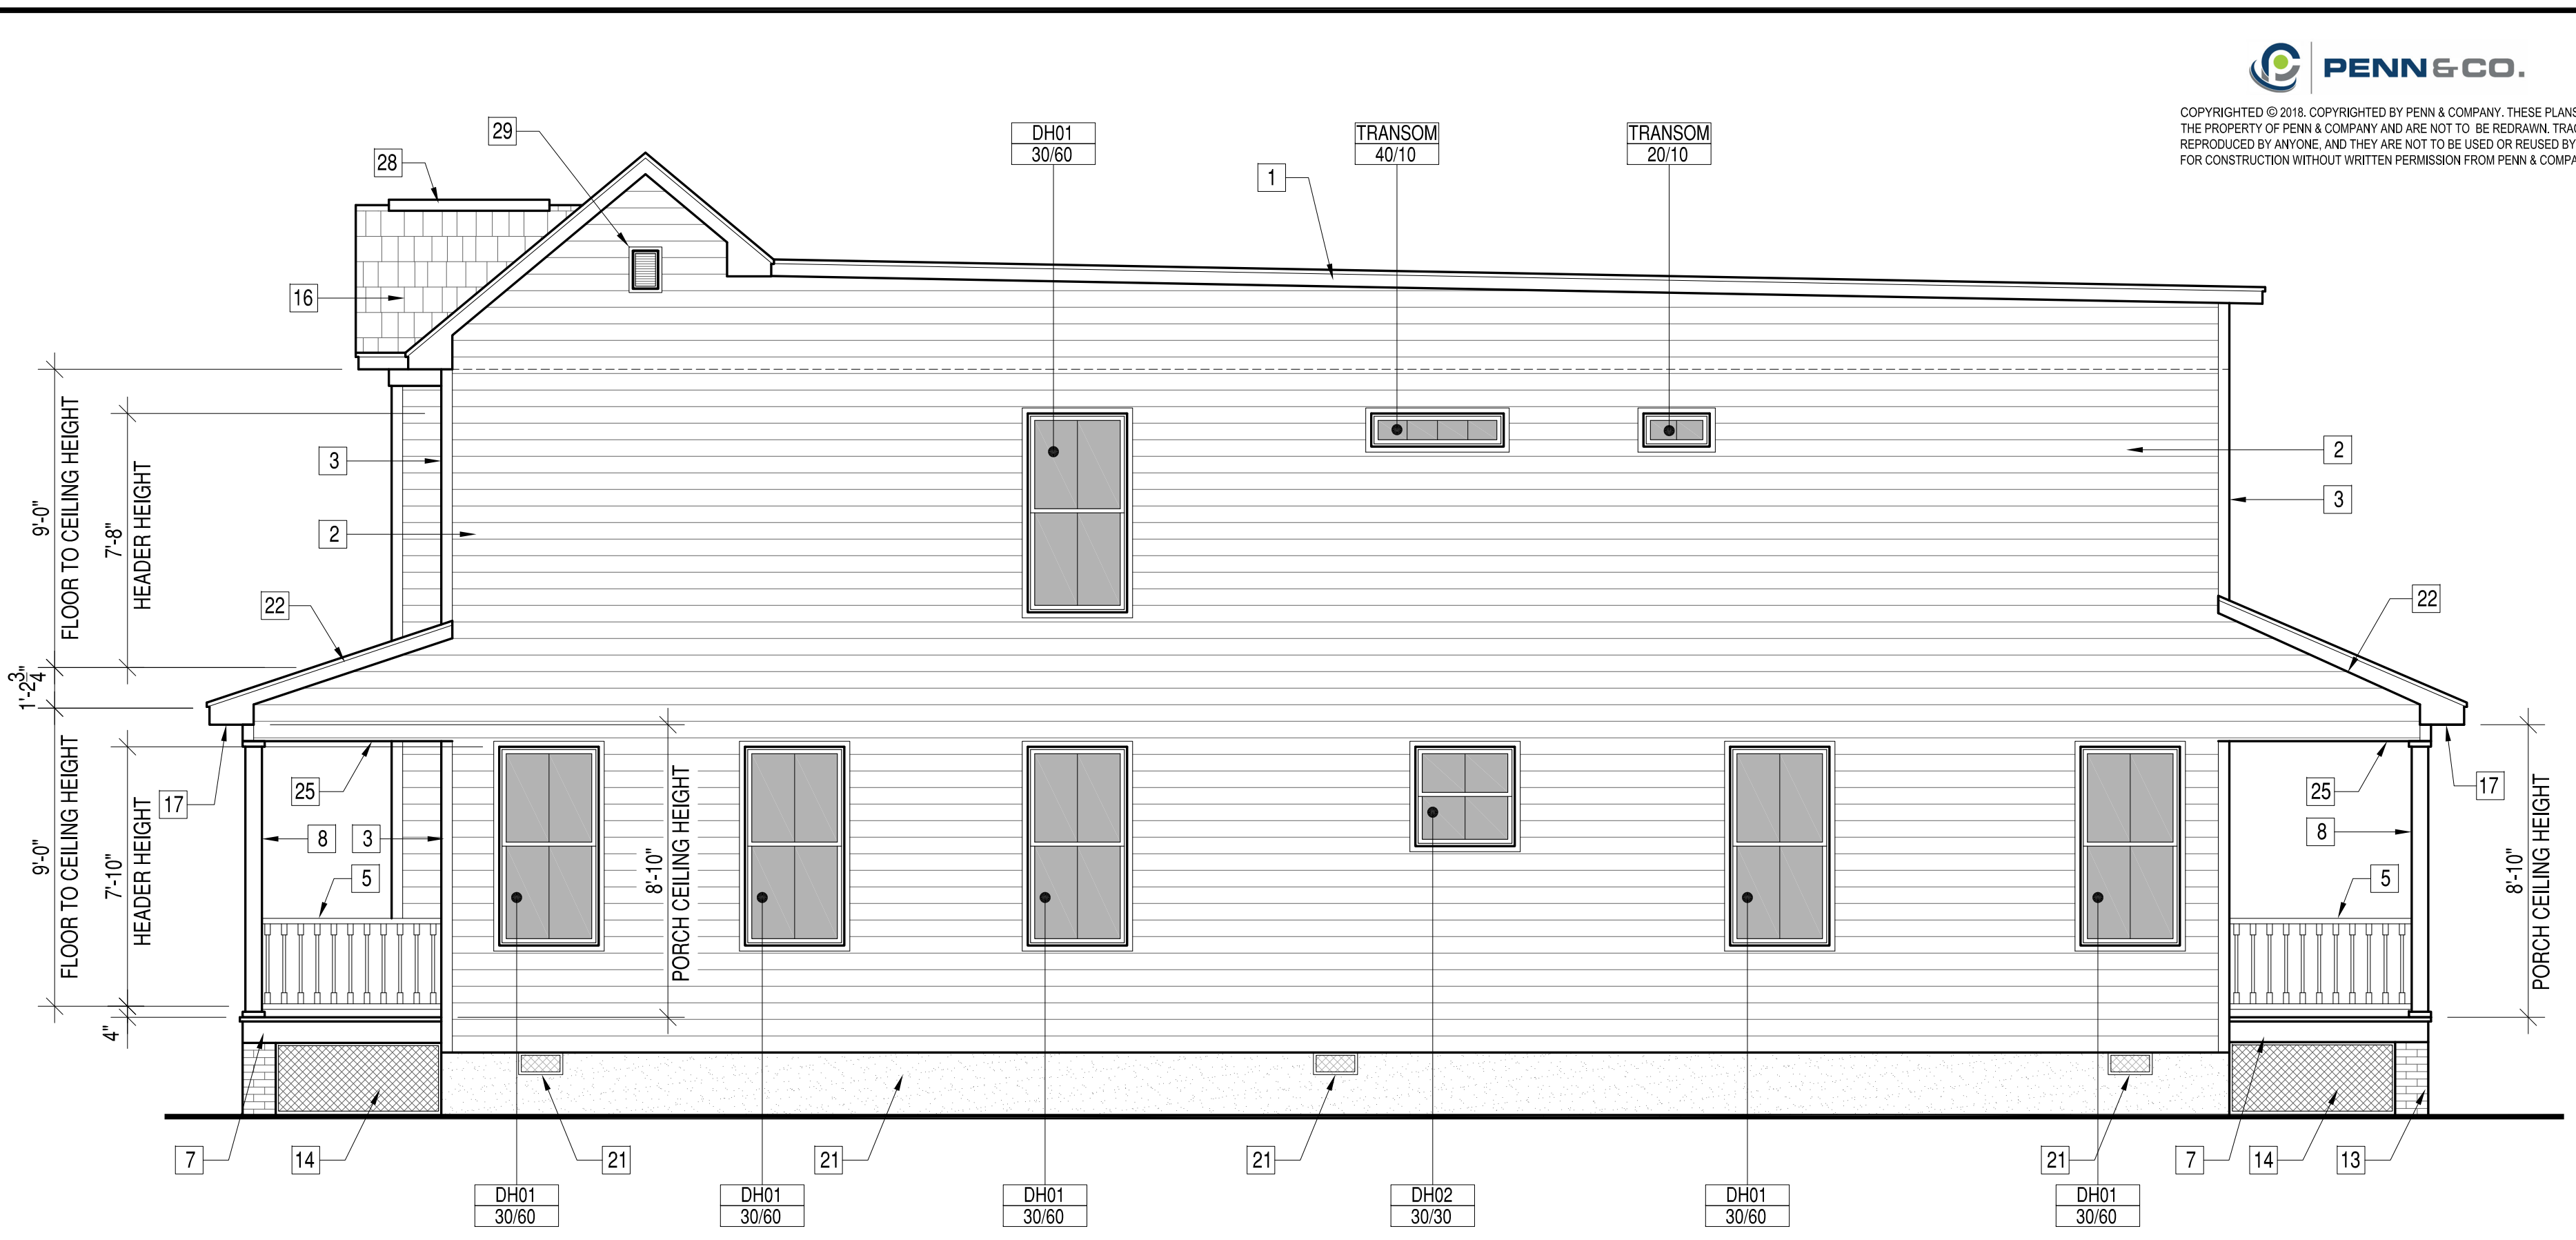 PENN & CO.
COPYRIGHTED © 2018. COPYRIGHTED BY PENN & COMPANY. THESE PLANS
THE PROPERTY OF PENN & COMPANY AND ARE NOT TO BE REDRAWN. TRA
REPRODUCED BY ANYONE, AND THEY ARE NOT TO BE USED OR REUSED BY
FOR CONSTRUCTION WITHOUT WRITTEN PERMISSION FROM PENN & COMPA
29
28
16
DH01
30/60
TRANSOM
40/10
TRANSOM
20/10
1
3
2
22
2
3
22
9'-0"
FLOOR TO CEILING HEIGHT
7'-8"
HEADER HEIGHT
1'-2 3/4"
9'-0"
FLOOR TO CEILING HEIGHT
7'-10"
HEADER HEIGHT
4"
17
25
8
3
5
8'-10"
PORCH CEILING HEIGHT
25
17
8
5
8'-10"
PORCH CEILING HEIGHT
7
14
21
21
21
21
7
14
13
DH01
30/60
DH01
30/60
DH01
30/60
DH02
30/30
DH01
30/60
DH01
30/60